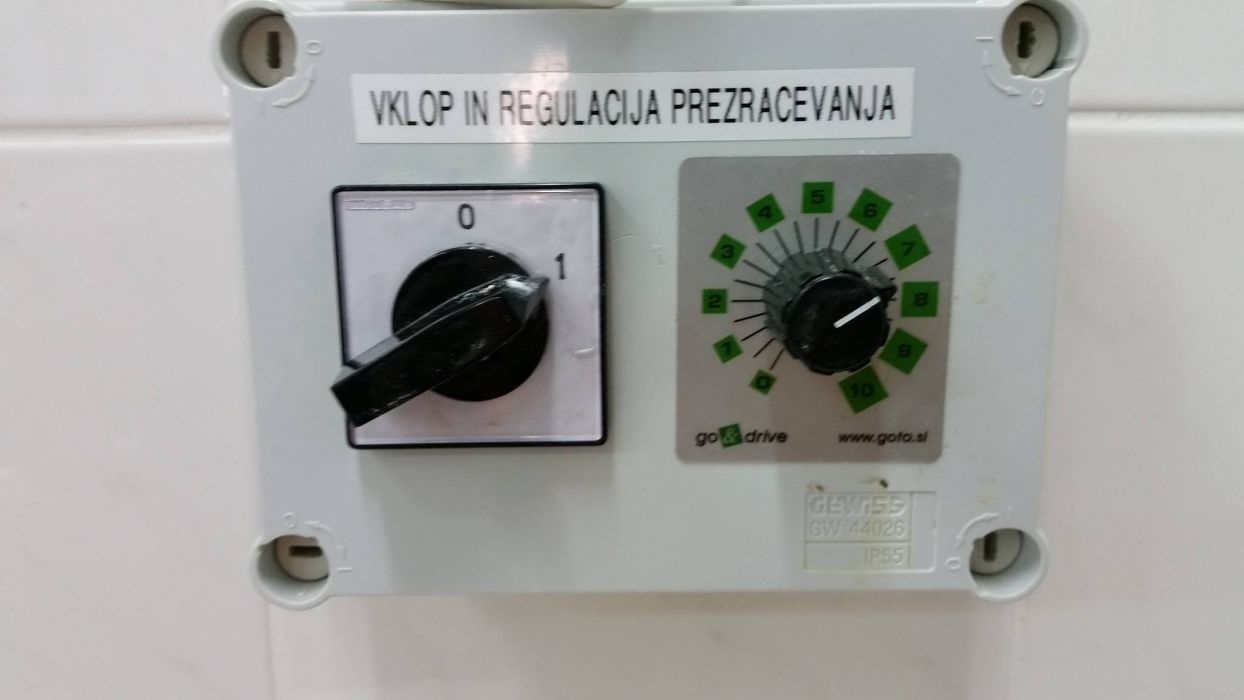 VKLOP IN REGULACIJA PREZRACEVANJA
0
1
0
1
2
3
4
5
6
7
8
9
10
go&drive
www.goto.si
GEWISS
GW 44026
IP55